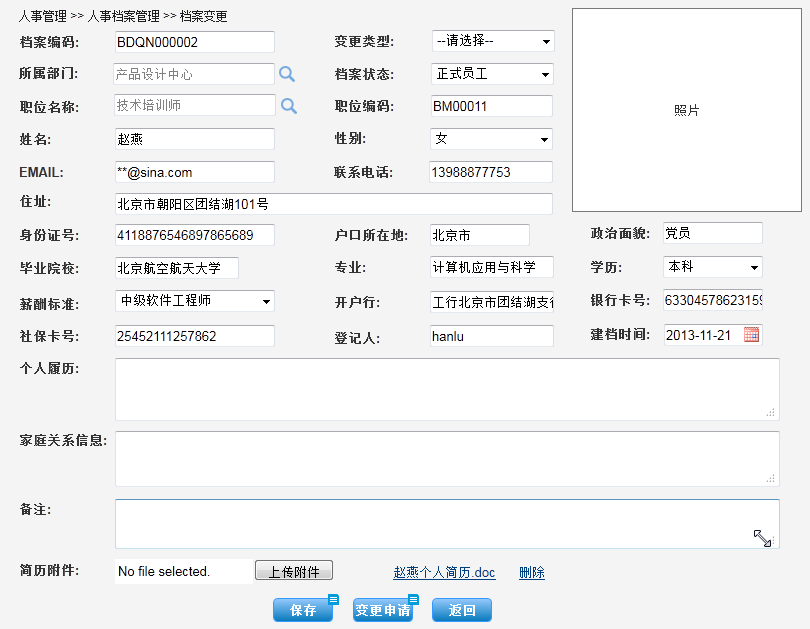 人事管理 >> 人事档案管理 >> 档案变更
档案编码: BDQN000002 变更类型: --请选择--
所属部门: 产品设计中心 档案状态: 正式员工
照片
职位名称: 技术培训师 职位编码: BM00011
姓名: 赵燕 性别: 女
EMAIL: **@sina.com 联系电话: 13988877753
住址: 北京市朝阳区团结湖101号
身份证号: 4118876546897865689 户口所在地: 北京市 政治面貌: 党员
毕业院校: 北京航空航天大学 专业: 计算机应用与科学 学历: 本科
薪酬标准: 中级软件工程师 开户行: 工行北京市团结湖支行 银行卡号: 63304578623159
社保卡号: 25452111257862 登记人: hanlu 建档时间: 2013-11-21
个人履历:
家庭关系信息:
备注:
简历附件: No file selected. 上传附件 赵燕个人简历.doc 删除
保存 变更申请 返回